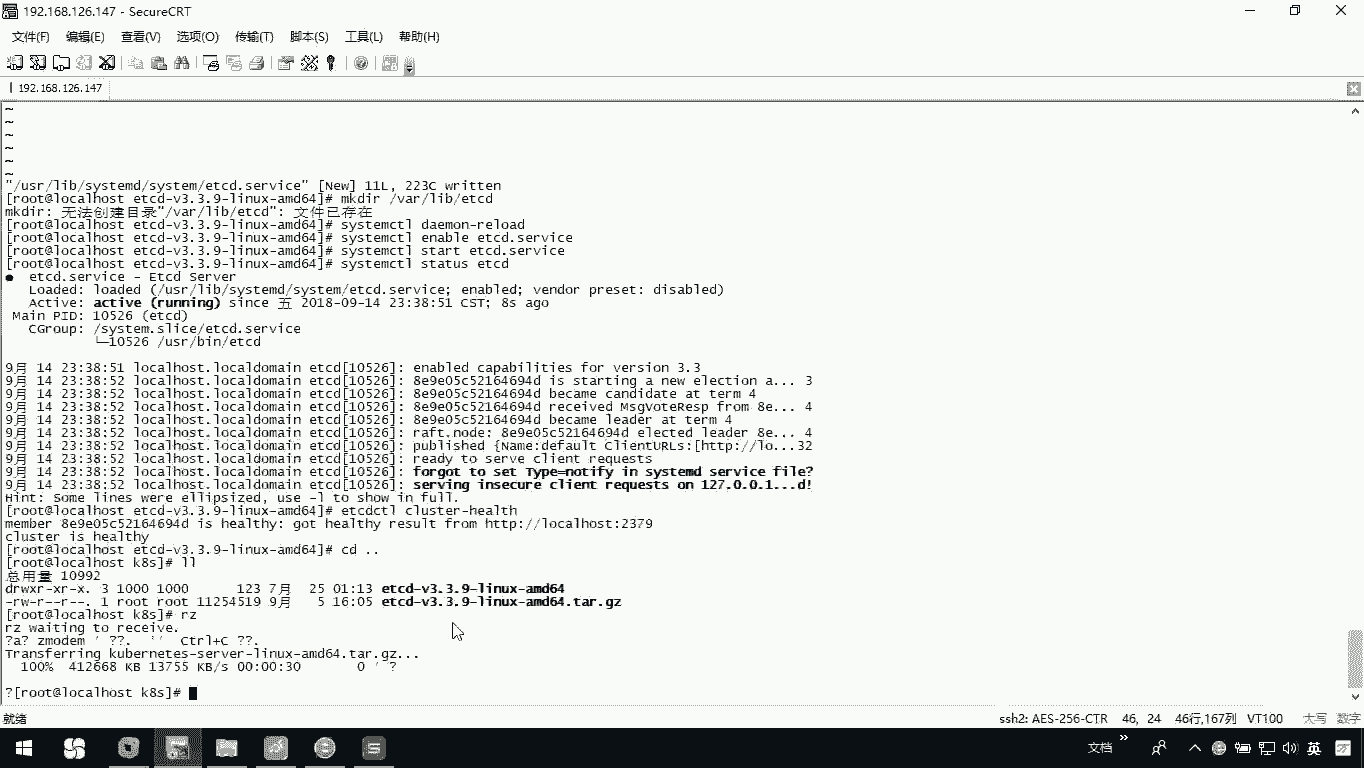 192.168.126.147 - SecureCRT
文件(F) 编辑(E) 查看(V) 选项(O) 传输(T) 脚本(S) 工具(L) 帮助(H)
192.168.126.147
~
~
~
~
~
~
"/usr/lib/systemd/system/etcd.service" [New] 11L, 223C written
[root@localhost etcd-v3.3.9-linux-amd64]# mkdir /var/lib/etcd
mkdir: 无法创建目录"/var/lib/etcd": 文件已存在
[root@localhost etcd-v3.3.9-linux-amd64]# systemctl daemon-reload
[root@localhost etcd-v3.3.9-linux-amd64]# systemctl enable etcd.service
[root@localhost etcd-v3.3.9-linux-amd64]# systemctl start etcd.service
[root@localhost etcd-v3.3.9-linux-amd64]# systemctl status etcd
● etcd.service - Etcd Server
Loaded: loaded (/usr/lib/systemd/system/etcd.service; enabled; vendor preset: disabled)
Active: active (running) since 五 2018-09-14 23:38:51 CST; 8s ago
Main PID: 10526 (etcd)
CGroup: /system.slice/etcd.service
└─10526 /usr/bin/etcd
9月 14 23:38:51 localhost.localdomain etcd[10526]: enabled capabilities for version 3.3
9月 14 23:38:52 localhost.localdomain etcd[10526]: 8e9e05c52164694d is starting a new election a... 3
9月 14 23:38:52 localhost.localdomain etcd[10526]: 8e9e05c52164694d became candidate at term 4
9月 14 23:38:52 localhost.localdomain etcd[10526]: 8e9e05c52164694d received MsgVoteResp from 8e... 4
9月 14 23:38:52 localhost.localdomain etcd[10526]: 8e9e05c52164694d became leader at term 4
9月 14 23:38:52 localhost.localdomain etcd[10526]: raft.node: 8e9e05c52164694d elected leader 8e... 4
9月 14 23:38:52 localhost.localdomain etcd[10526]: published {Name:default ClientURLs:[http://lo...32
9月 14 23:38:52 localhost.localdomain etcd[10526]: ready to serve client requests
9月 14 23:38:52 localhost.localdomain etcd[10526]: forgot to set Type=notify in systemd service file?
9月 14 23:38:52 localhost.localdomain etcd[10526]: serving insecure client requests on 127.0.0.1...d!
Hint: Some lines were ellipsized, use -l to show in full.
[root@localhost etcd-v3.3.9-linux-amd64]# etcdctl cluster-health
member 8e9e05c52164694d is healthy: got healthy result from http://localhost:2379
cluster is healthy
[root@localhost etcd-v3.3.9-linux-amd64]# cd ..
[root@localhost k8s]# ll
总用量 10992
drwxr-xr-x. 3 1000 1000 123 7月 25 01:13 etcd-v3.3.9-linux-amd64
-rw-r--r--. 1 root root 11254519 9月 5 16:05 etcd-v3.3.9-linux-amd64.tar.gz
[root@localhost k8s]# rz
rz waiting to receive.
?a? zmodem ' ??. '' Ctrl+C ??.
Transferring kubernetes-server-linux-amd64.tar.gz...
100% 412668 KB 13755 KB/s 00:00:30 0 ' ?
?[root@localhost k8s]#
就绪 ssh2: AES-256-CTR 46, 24 46行,167列 VT100 大写 数字
文档 » 英